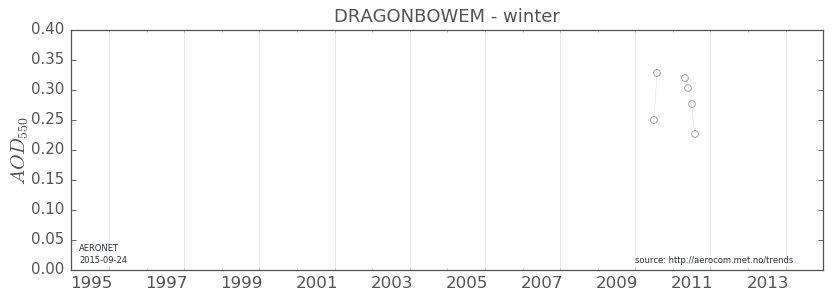 DRAGONBOWEM - winter
0.40
0.35
0.30
0.25
0.20
0.15
0.10
0.05
0.00
AOD550
AERONET
2015-09-24
source: http://aerocom.met.no/trends
1995 1997 1999 2001 2003 2005 2007 2009 2011 2013